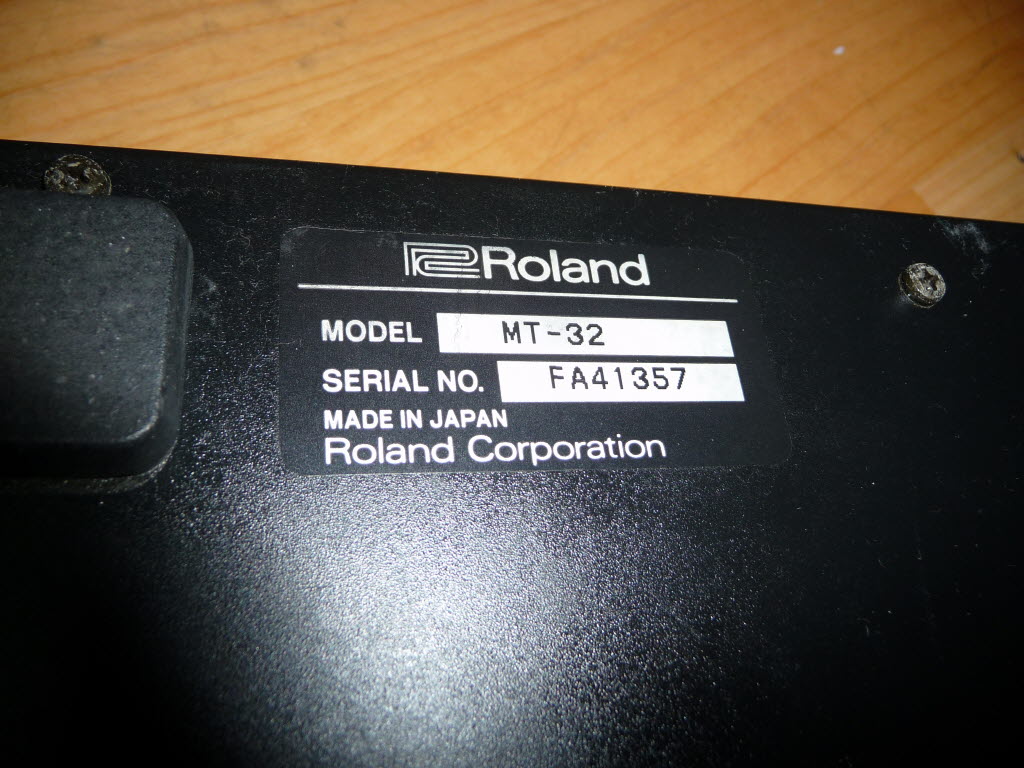 Roland
MODEL MT-32
SERIAL NO. FA41357
MADE IN JAPAN
Roland Corporation